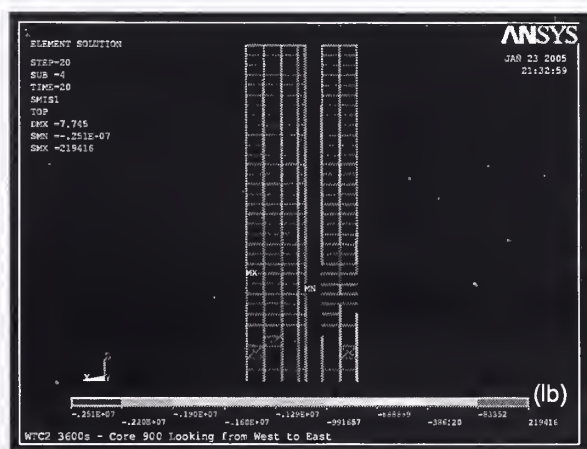 ANSYS
ELEMENT SOLUTION
JAN 23 2005
21:32:59
STEP=20
SUB =4
TIME=20
SMIS1
TOP
DMX =7.745
SMN =-.251E+07
SMX =219416
MX
MN
X
(lb)
-.251E+07 -.190E+07 -.129E+07 -83352
-.220E+07 -.160E+07 -991657 -386120 219416
WTC2 3600s - Core 900 Looking from West to East